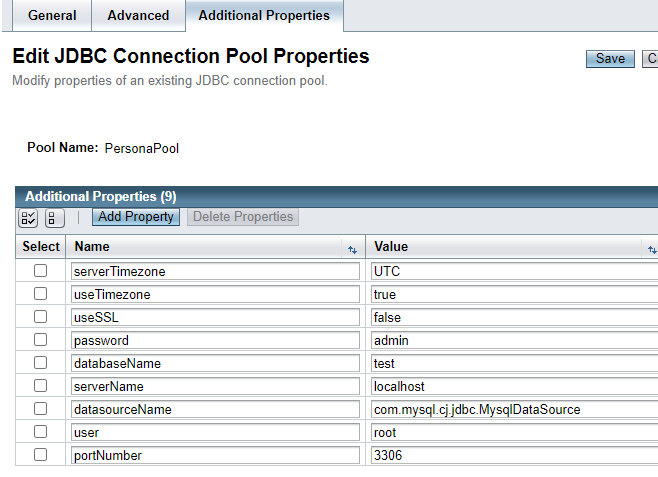 General Advanced Additional Properties
Edit JDBC Connection Pool Properties
Save C
Modify properties of an existing JDBC connection pool.
Pool Name: PersonaPool
Additional Properties (9)
Add Property Delete Properties
Select Name Value
serverTimezone UTC
useTimezone true
useSSL false
password admin
databaseName test
serverName localhost
datasourceName com.mysql.cj.jdbc.MysqlDataSource
user root
portNumber 3306